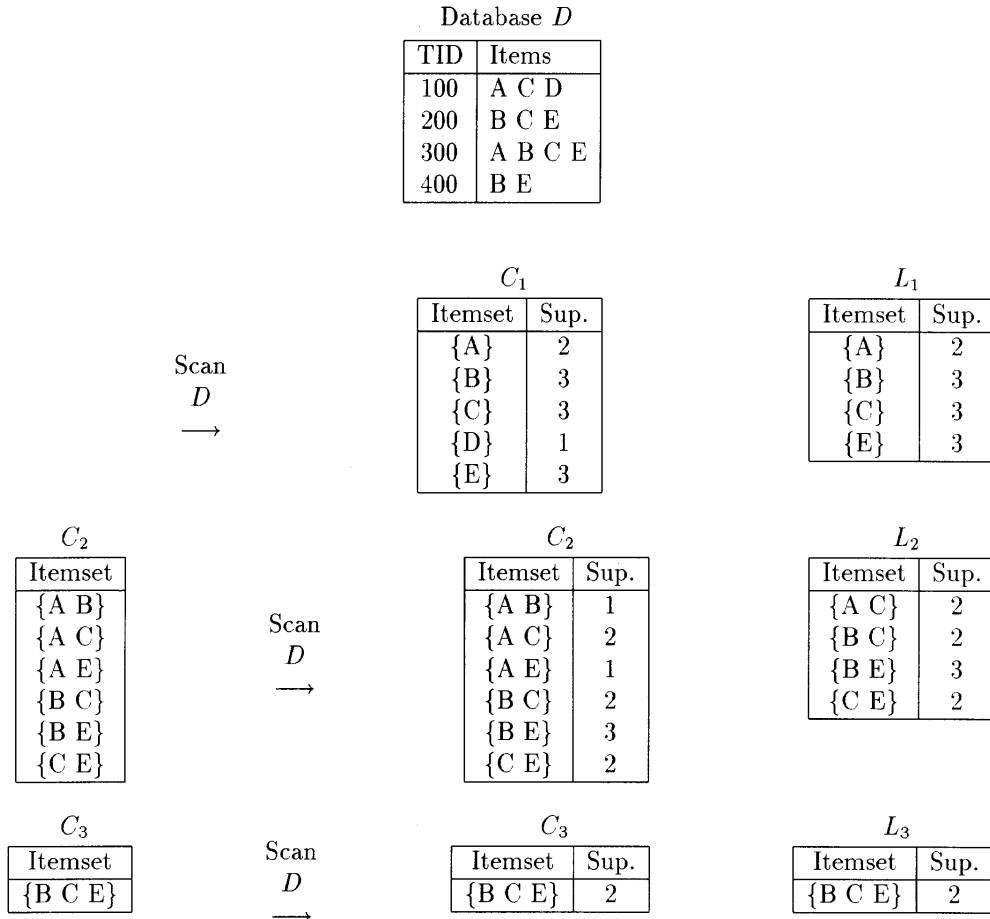 Database D
TID Items
100 A C D
200 B C E
300 A B C E
400 B E
C₁
Itemset Sup.
{A} 2
{B} 3
{C} 3
{D} 1
{E} 3
Scan
D
→
L₁
Itemset Sup.
{A} 2
{B} 3
{C} 3
{E} 3
C₂
Itemset
{A B}
{A C}
{A E}
{B C}
{B E}
{C E}
Scan
D
→
C₂
Itemset Sup.
{A B} 1
{A C} 2
{A E} 1
{B C} 2
{B E} 3
{C E} 2
L₂
Itemset Sup.
{A C} 2
{B C} 2
{B E} 3
{C E} 2
C₃
Itemset
{B C E}
Scan
D
→
C₃
Itemset Sup.
{B C E} 2
L₃
Itemset Sup.
{B C E} 2